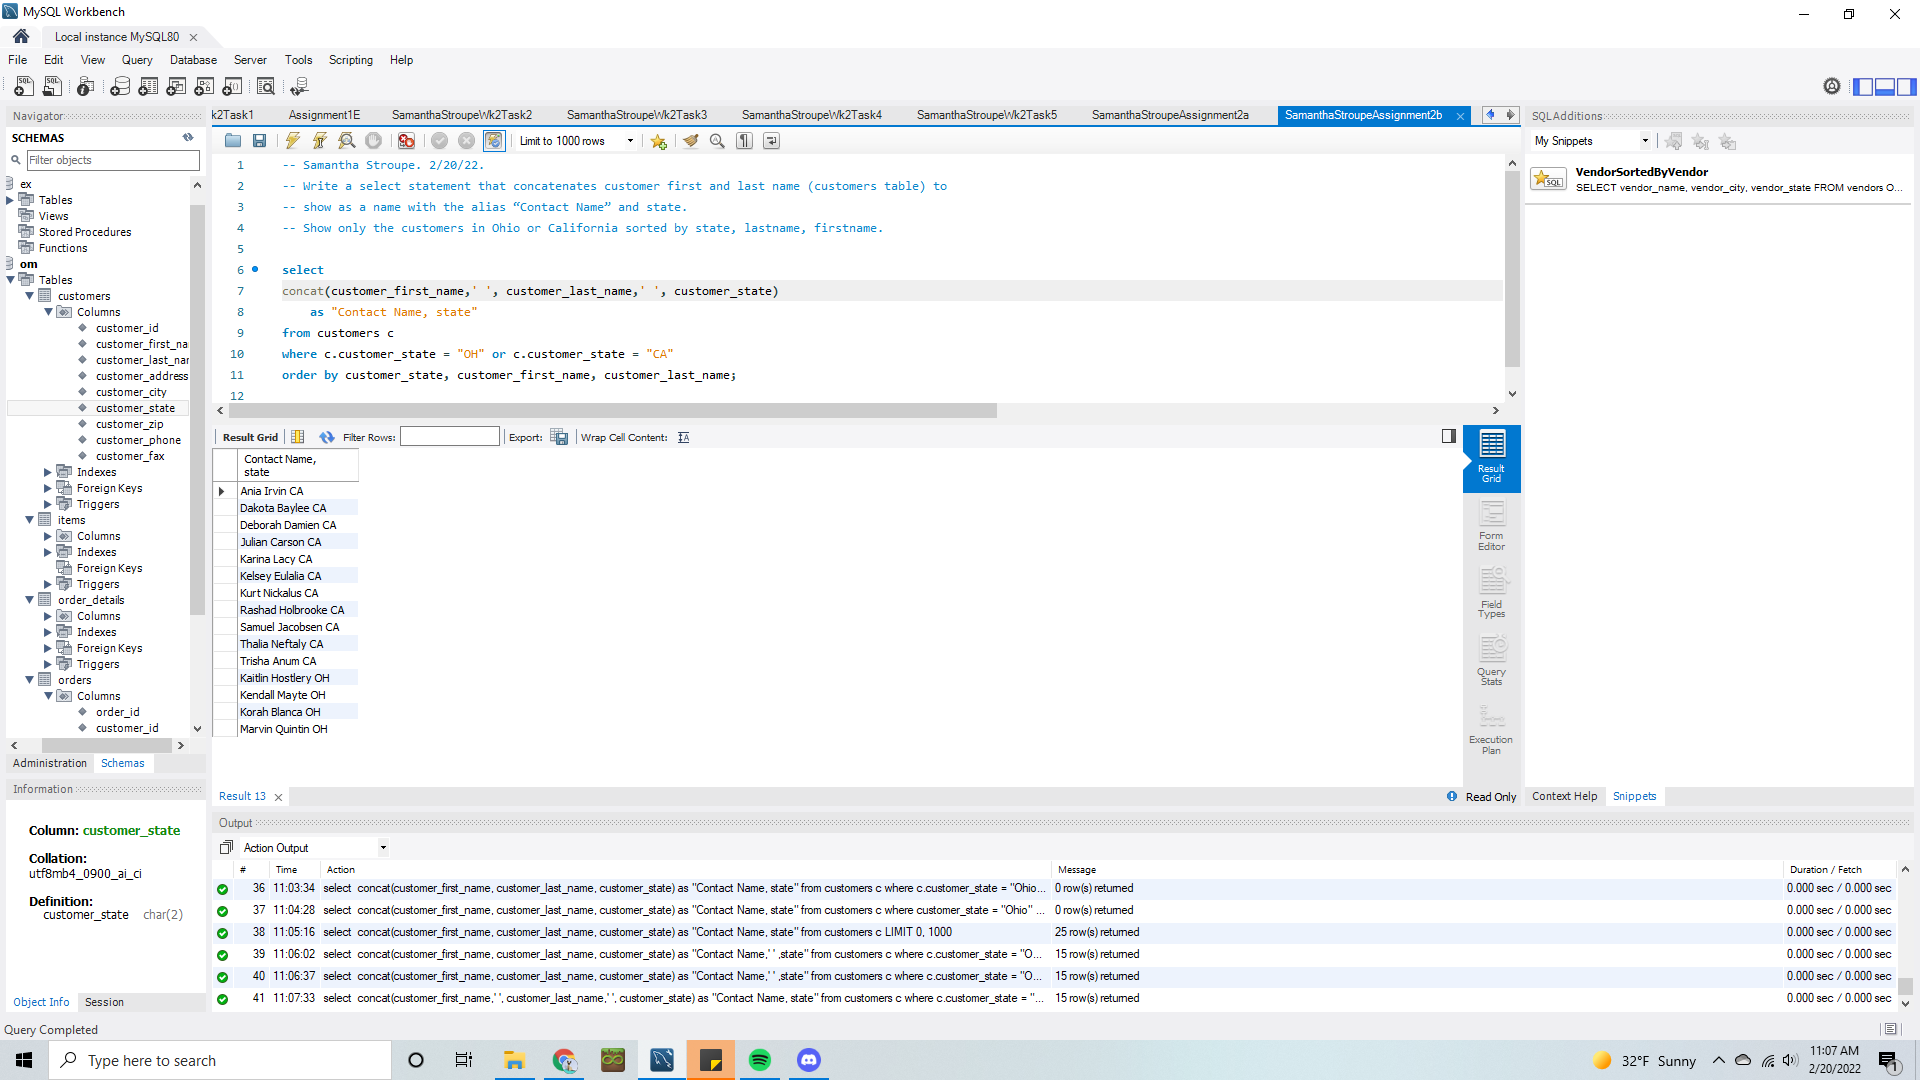 MySQL Workbench
Local instance MySQL80
File Edit View Query Database Server Tools Scripting Help
Navigator
SCHEMAS
Filter objects
ex
Tables
Views
Stored Procedures
Functions
om
Tables
customers
Columns
customer_id
customer_first_na
customer_last_nar
customer_address
customer_city
customer_state
customer_zip
customer_phone
customer_fax
Indexes
Foreign Keys
Triggers
items
Columns
Indexes
Foreign Keys
Triggers
order_details
Columns
Indexes
Foreign Keys
Triggers
orders
Columns
order_id
customer_id
Administration Schemas
Information
Column: customer_state
Collation:
utf8mb4_0900_ai_ci
Definition:
customer_state char(2)
Object Info Session
Query Completed
k2Task1 Assignment1E SamanthaStroupeWk2Task2 SamanthaStroupeWk2Task3 SamanthaStroupeWk2Task4 SamanthaStroupeWk2Task5 SamanthaStroupeAssignment2a SamanthaStroupeAssignment2b
Limit to 1000 rows
1 -- Samantha Stroupe. 2/20/22.
2 -- Write a select statement that concatenates customer first and last name (customers table) to
3 -- show as a name with the alias “Contact Name” and state.
4 -- Show only the customers in Ohio or California sorted by state, lastname, firstname.
5
6 select
7 concat(customer_first_name,' ', customer_last_name,' ', customer_state)
8 as "Contact Name, state"
9 from customers c
10 where c.customer_state = "OH" or c.customer_state = "CA"
11 order by customer_state, customer_first_name, customer_last_name;
12
Result Grid Filter Rows: Export: Wrap Cell Content:
Contact Name,
state
Ania Irvin CA
Dakota Baylee CA
Deborah Damien CA
Julian Carson CA
Karina Lacy CA
Kelsey Eulalia CA
Kurt Nickalus CA
Rashad Holbrooke CA
Samuel Jacobsen CA
Thalia Neftaly CA
Trisha Anum CA
Kaitlin Hostlery OH
Kendall Mayte OH
Korah Blanca OH
Marvin Quintin OH
Result
Grid
Form
Editor
Field
Types
Query
Stats
Execution
Plan
Result 13
Read Only
SQLAdditions
My Snippets
SQL
VendorSortedByVendor
SELECT vendor_name, vendor_city, vendor_state FROM vendors O...
Context Help Snippets
Output
Action Output
# Time Action Message Duration / Fetch
36 11:03:34 select concat(customer_first_name, customer_last_name, customer_state) as "Contact Name, state" from customers c where c.customer_state = "Ohio... 0 row(s) returned 0.000 sec / 0.000 sec
37 11:04:28 select concat(customer_first_name, customer_last_name, customer_state) as "Contact Name, state" from customers c where customer_state = "Ohio" ... 0 row(s) returned 0.000 sec / 0.000 sec
38 11:05:16 select concat(customer_first_name, customer_last_name, customer_state) as "Contact Name, state" from customers c LIMIT 0, 1000 25 row(s) returned 0.000 sec / 0.000 sec
39 11:06:02 select concat(customer_first_name, customer_last_name, customer_state) as "Contact Name,' ' ,state" from customers c where c.customer_state = "O... 15 row(s) returned 0.000 sec / 0.000 sec
40 11:06:37 select concat(customer_first_name, customer_last_name, customer_state) as "Contact Name,' ' ,state" from customers c where c.customer_state = "O... 15 row(s) returned 0.000 sec / 0.000 sec
41 11:07:33 select concat(customer_first_name,' ', customer_last_name,' ', customer_state) as "Contact Name, state" from customers c where c.customer_state = "... 15 row(s) returned 0.000 sec / 0.000 sec
Type here to search
32°F Sunny
11:07 AM
2/20/2022
1